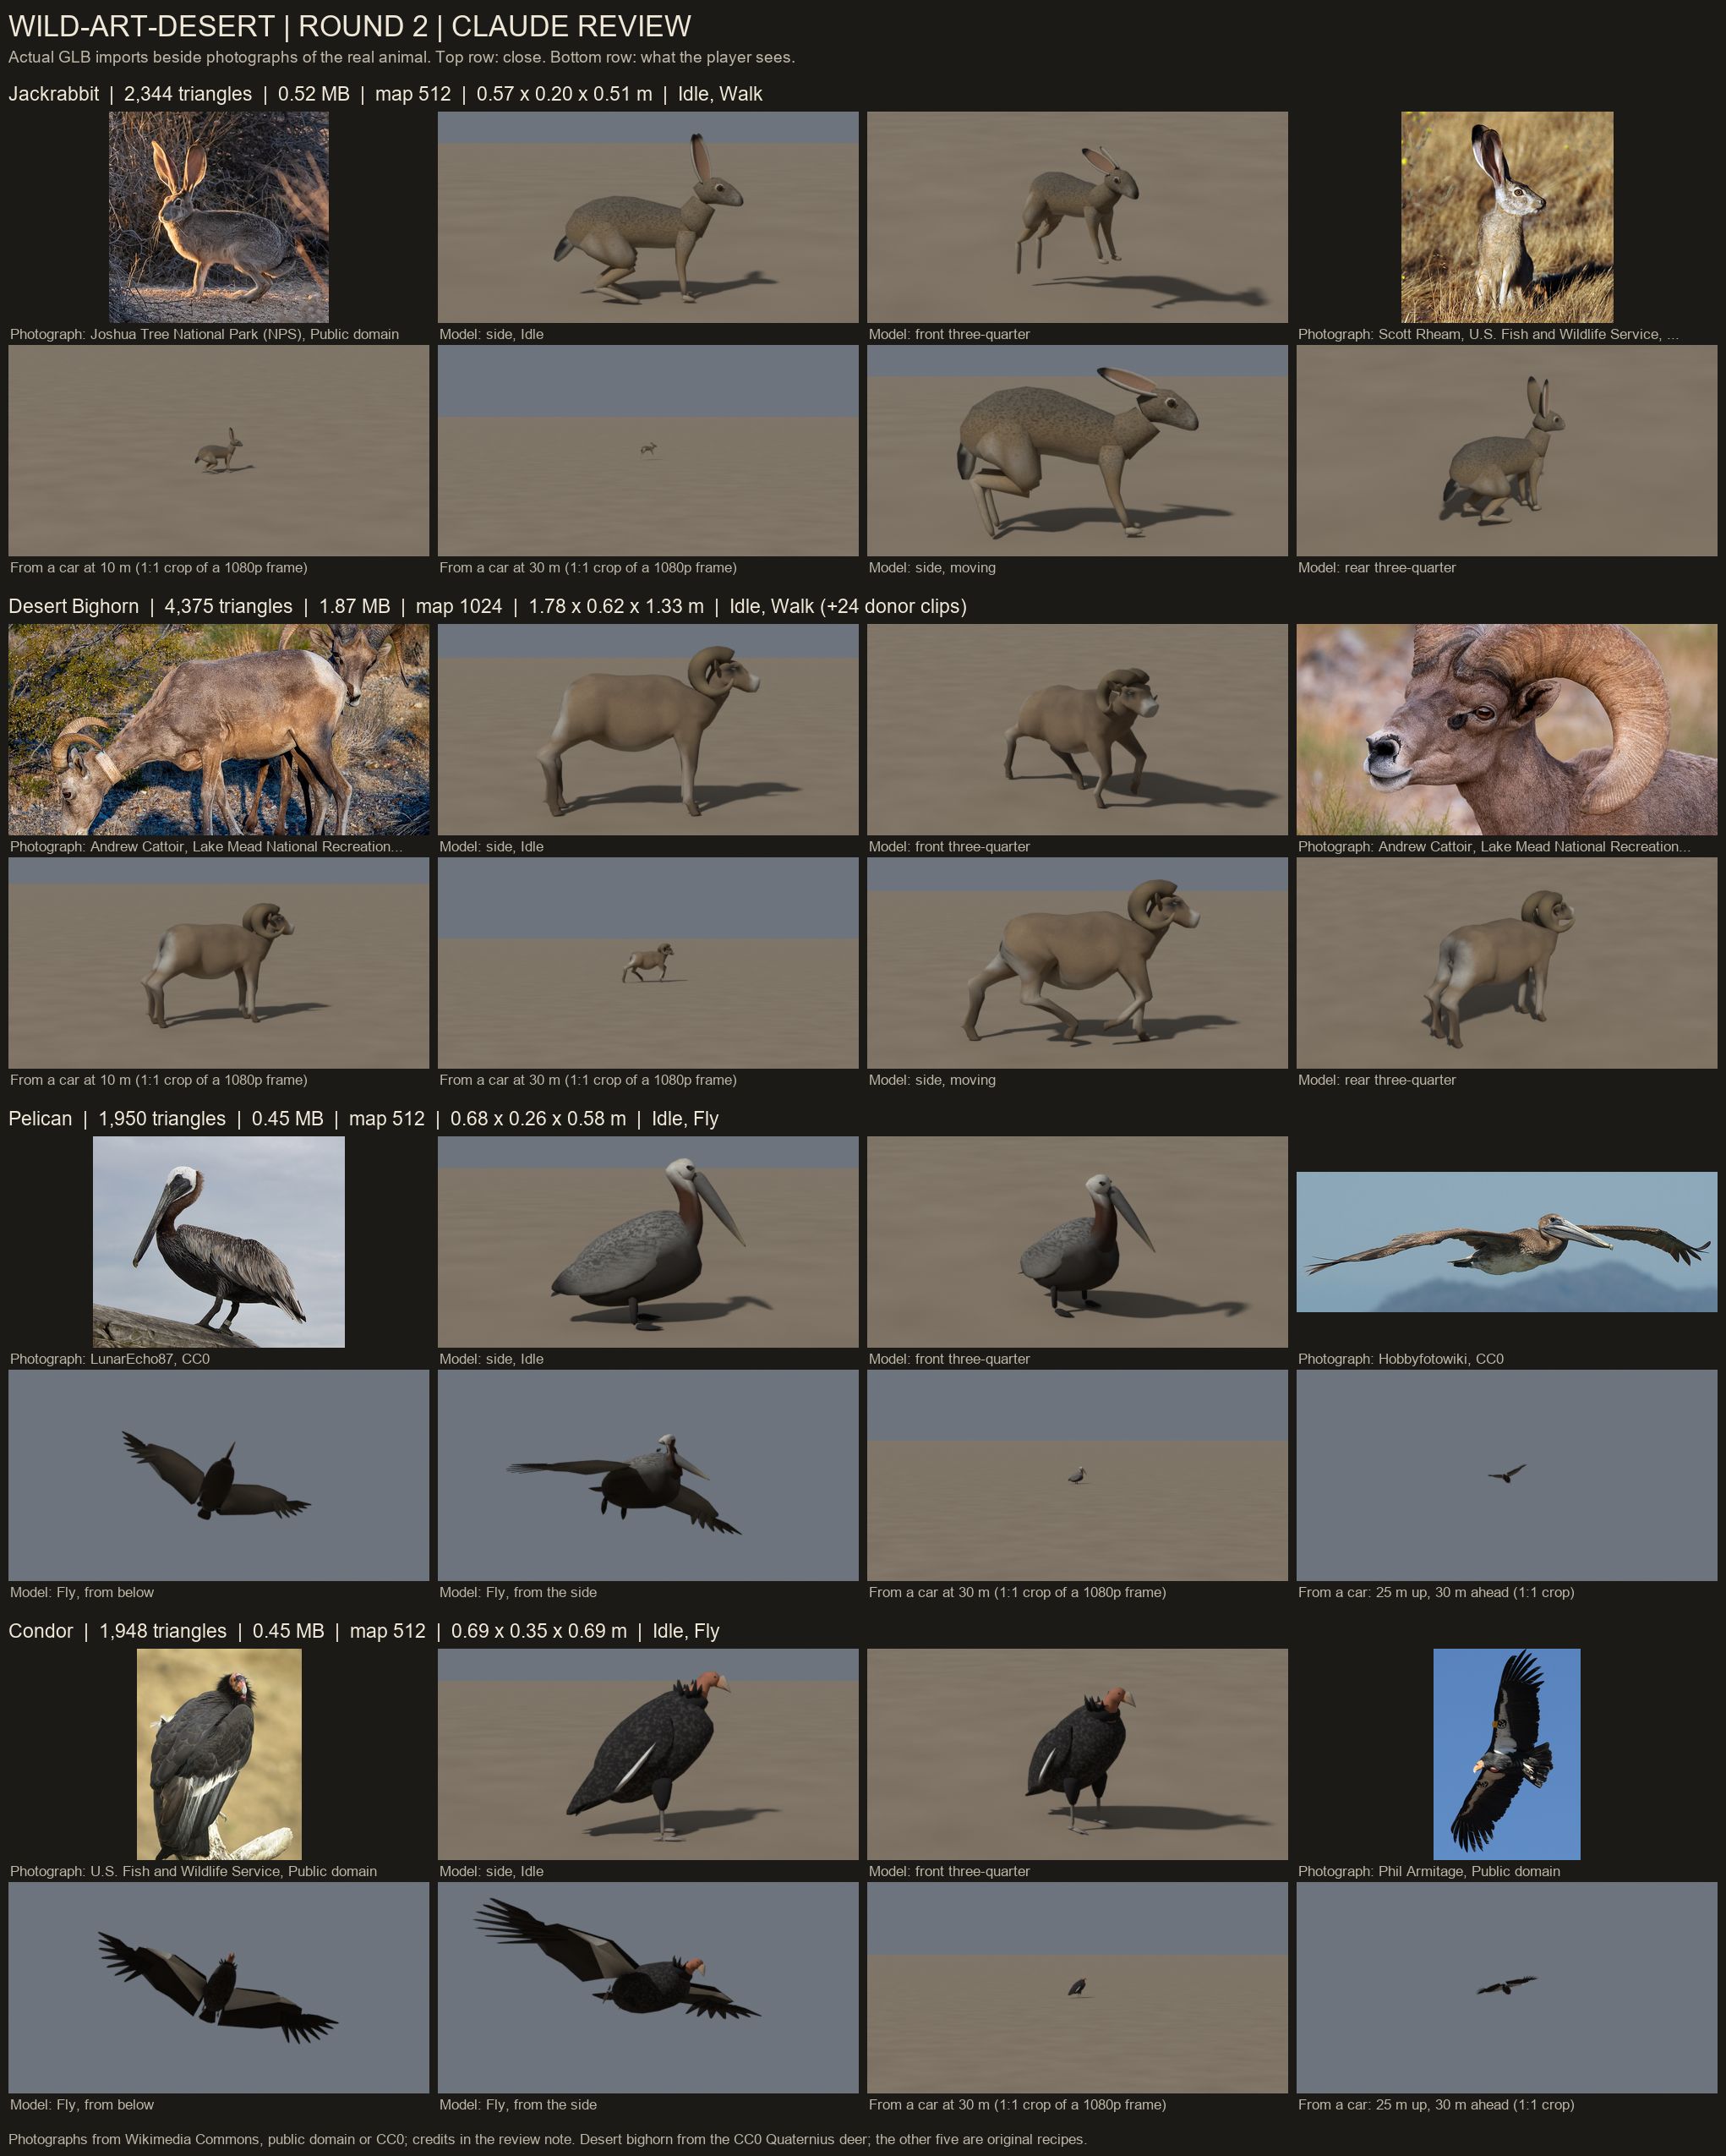 WILD-ART-DESERT | ROUND 2 | CLAUDE REVIEW
Actual GLB imports beside photographs of the real animal. Top row: close. Bottom row: what the player sees.
Jackrabbit | 2,344 triangles | 0.52 MB | map 512 | 0.57 x 0.20 x 0.51 m | Idle, Walk
Photograph: Joshua Tree National Park (NPS), Public domain
Model: side, Idle
Model: front three-quarter
Photograph: Scott Rheam, U.S. Fish and Wildlife Service, ...
From a car at 10 m (1:1 crop of a 1080p frame)
From a car at 30 m (1:1 crop of a 1080p frame)
Model: side, moving
Model: rear three-quarter
Desert Bighorn | 4,375 triangles | 1.87 MB | map 1024 | 1.78 x 0.62 x 1.33 m | Idle, Walk (+24 donor clips)
Photograph: Andrew Cattoir, Lake Mead National Recreation...
Model: side, Idle
Model: front three-quarter
Photograph: Andrew Cattoir, Lake Mead National Recreation...
From a car at 10 m (1:1 crop of a 1080p frame)
From a car at 30 m (1:1 crop of a 1080p frame)
Model: side, moving
Model: rear three-quarter
Pelican | 1,950 triangles | 0.45 MB | map 512 | 0.68 x 0.26 x 0.58 m | Idle, Fly
Photograph: LunarEcho87, CC0
Model: side, Idle
Model: front three-quarter
Photograph: Hobbyfotowiki, CC0
Model: Fly, from below
Model: Fly, from the side
From a car at 30 m (1:1 crop of a 1080p frame)
From a car: 25 m up, 30 m ahead (1:1 crop)
Condor | 1,948 triangles | 0.45 MB | map 512 | 0.69 x 0.35 x 0.69 m | Idle, Fly
Photograph: U.S. Fish and Wildlife Service, Public domain
Model: side, Idle
Model: front three-quarter
Photograph: Phil Armitage, Public domain
Model: Fly, from below
Model: Fly, from the side
From a car at 30 m (1:1 crop of a 1080p frame)
From a car: 25 m up, 30 m ahead (1:1 crop)
Photographs from Wikimedia Commons, public domain or CC0; credits in the review note. Desert bighorn from the CC0 Quaternius deer; the other five are original recipes.